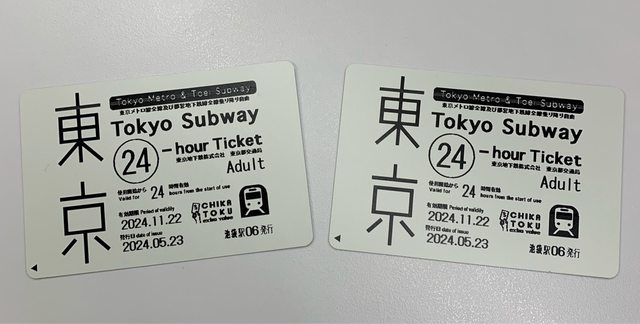 東京
Tokyo Metro & Toei Subway
東京メトロ線全線及び都営地下鉄線全線乗り降り自由
Tokyo Subway
24-hour Ticket
東京地下鉄株式会社 東京都交通局
Adult
使用開始から 24 時間有効
Valid for hours from the start of use
有効期限 Period of validity
2024.11.22
発行日 date of issue
2024.05.23
CHIKA
TOKU
extra value
池袋駅06発行
東京
Tokyo Metro & Toei Subway
東京メトロ線全線及び都営地下鉄線全線乗り降り自由
Tokyo Subway
24-hour Ticket
東京地下鉄株式会社 東京都交通局
Adult
使用開始から 24 時間有効
Valid for hours from the start of use
有効期限 Period of validity
2024.11.22
発行日 date of issue
2024.05.23
CHIKA
TOKU
extra value
池袋駅06発行